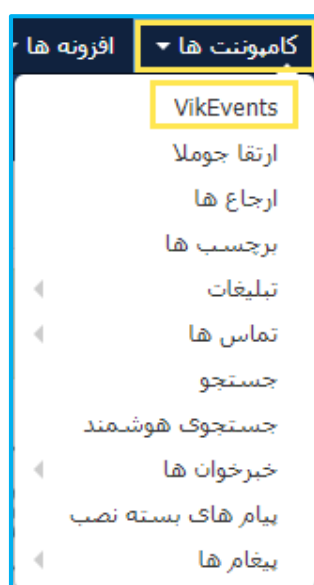 کامپوننت ها افزونه ها
VikEvents
ارتقا جوملا
ارجاع ها
برچسب ها
تبلیغات
تماس ها
جستجو
جستجوی هوشمند
خبرخوان ها
پیام های بسته نصب
پیغام ها